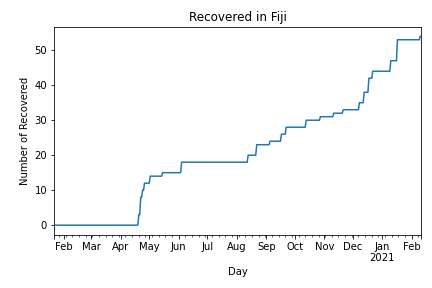 Recovered in Fiji
Number of Recovered
50
40
30
20
10
0
Feb Mar Apr May Jun Jul Aug Sep Oct Nov Dec Jan Feb
2021
Day